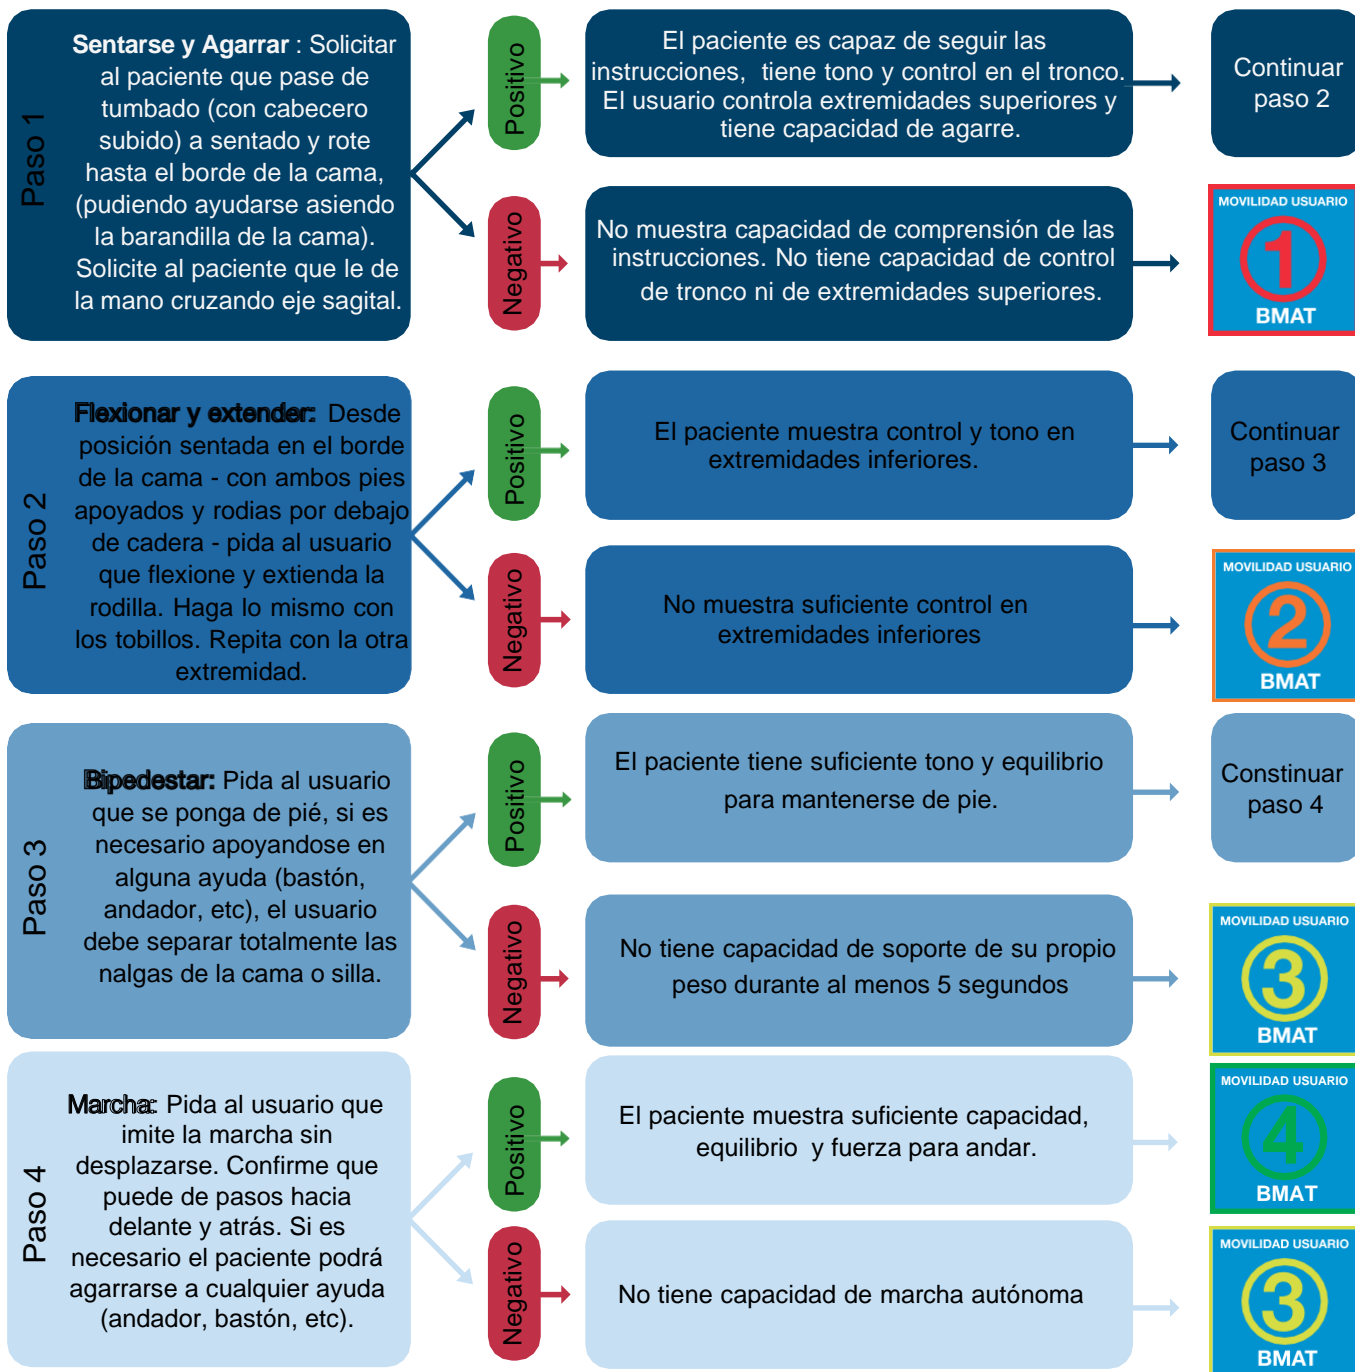 Paso 1
Sentarse y Agarrar : Solicitar
al paciente que pase de
tumbado (con cabecero
subido) a sentado y rote
hasta el borde de la cama,
(pudiendo ayudarse asiendo
la barandilla de la cama).
Solicite al paciente que le de
la mano cruzando eje sagital.
Positivo
El paciente es capaz de seguir las
instrucciones, tiene tono y control en el tronco.
El usuario controla extremidades superiores y
tiene capacidad de agarre.
Continuar
paso 2
Negativo
No muestra capacidad de comprensión de las
instrucciones. No tiene capacidad de control
de tronco ni de extremidades superiores.
MOVILIDAD USUARIO
1
BMAT
Paso 2
Flexionar y extender: Desde
posición sentada en el borde
de la cama - con ambos pies
apoyados y rodias por debajo
de cadera - pida al usuario
que flexione y extienda la
rodilla. Haga lo mismo con
los tobillos. Repita con la otra
extremidad.
Positivo
El paciente muestra control y tono en
extremidades inferiores.
Continuar
paso 3
Negativo
No muestra suficiente control en
extremidades inferiores
MOVILIDAD USUARIO
2
BMAT
Paso 3
Bipedestar: Pida al usuario
que se ponga de pié, si es
necesario apoyandose en
alguna ayuda (bastón,
andador, etc), el usuario
debe separar totalmente las
nalgas de la cama o silla.
Positivo
El paciente tiene suficiente tono y equilibrio
para mantenerse de pie.
Constinuar
paso 4
Negativo
No tiene capacidad de soporte de su propio
peso durante al menos 5 segundos
MOVILIDAD USUARIO
3
BMAT
Paso 4
Marcha: Pida al usuario que
imite la marcha sin
desplazarse. Confirme que
puede de pasos hacia
delante y atrás. Si es
necesario el paciente podrá
agarrarse a cualquier ayuda
(andador, bastón, etc).
Positivo
El paciente muestra suficiente capacidad,
equilibrio y fuerza para andar.
MOVILIDAD USUARIO
4
BMAT
Negativo
No tiene capacidad de marcha autónoma
MOVILIDAD USUARIO
3
BMAT